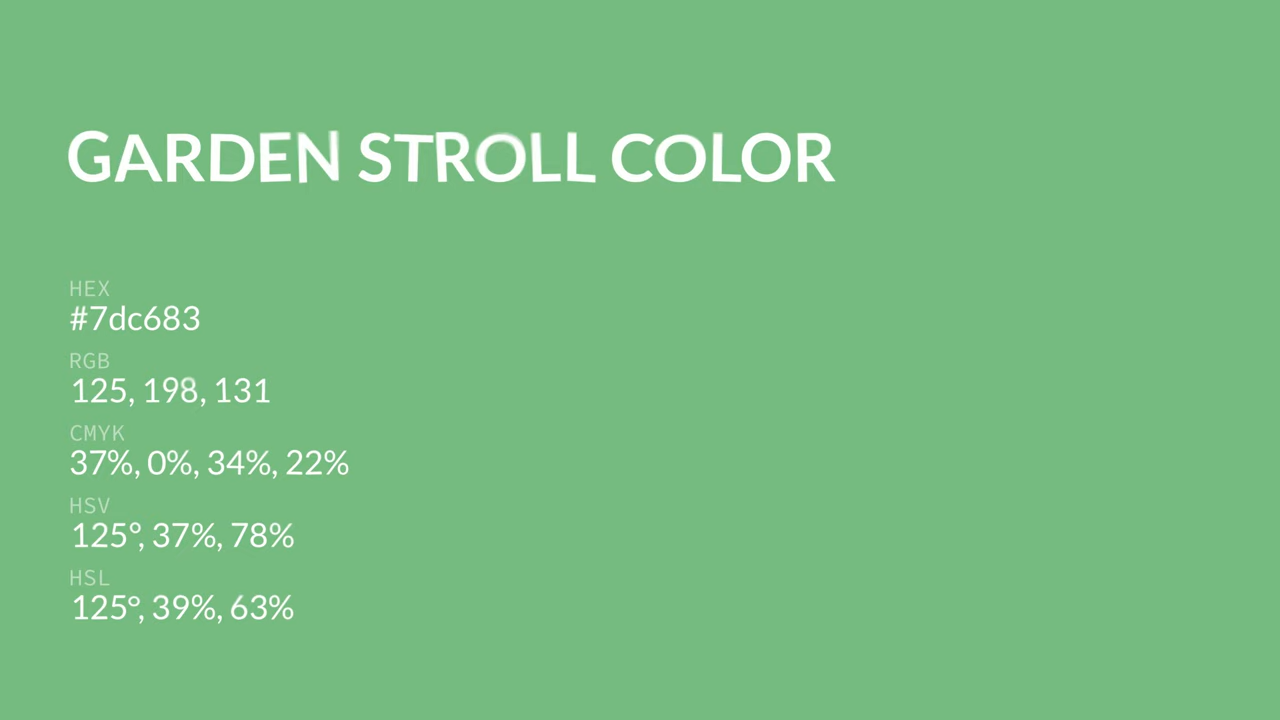 GARDEN STROLL COLOR
HEX
#7dc683
RGB
125, 198, 131
CMYK
37%, 0%, 34%, 22%
HSV
125°, 37%, 78%
HSL
125°, 39%, 63%